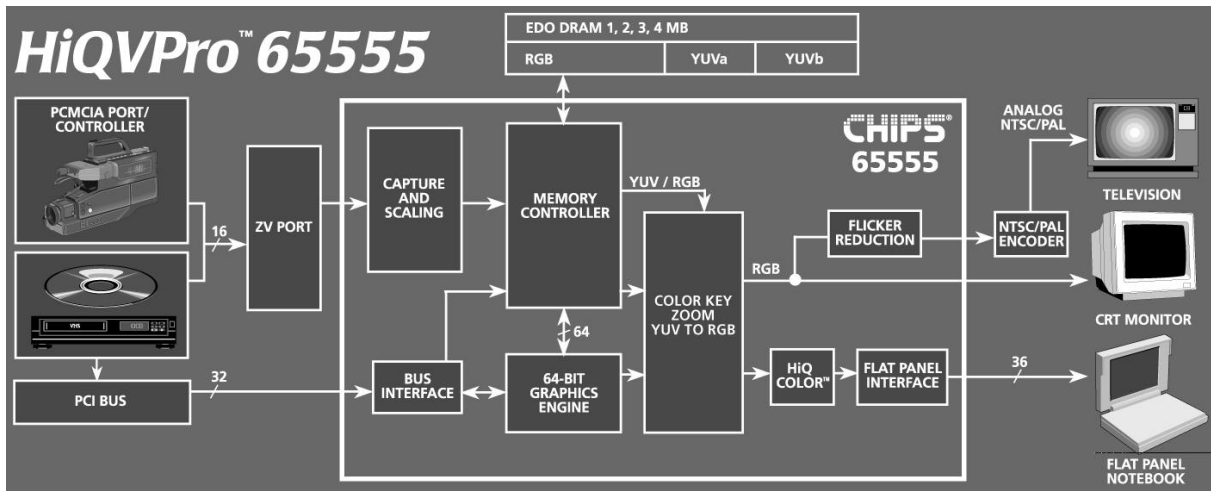 HiQVPro™ 65555
EDO DRAM 1, 2, 3, 4 MB
RGB
YUVa
YUVb
PCMCIA PORT/
CONTROLLER
16
ZV PORT
CAPTURE
AND
SCALING
MEMORY
CONTROLLER
CHIPS®
65555
YUV / RGB
ANALOG
NTSC/PAL
TELEVISION
FLICKER
REDUCTION
NTSC/PAL
ENCODER
RGB
COLOR KEY
ZOOM
YUV TO RGB
CRT MONITOR
VHS
64
PCI BUS
32
BUS
INTERFACE
64-BIT
GRAPHICS
ENGINE
HiQ
COLOR™
FLAT PANEL
INTERFACE
36
FLAT PANEL
NOTEBOOK